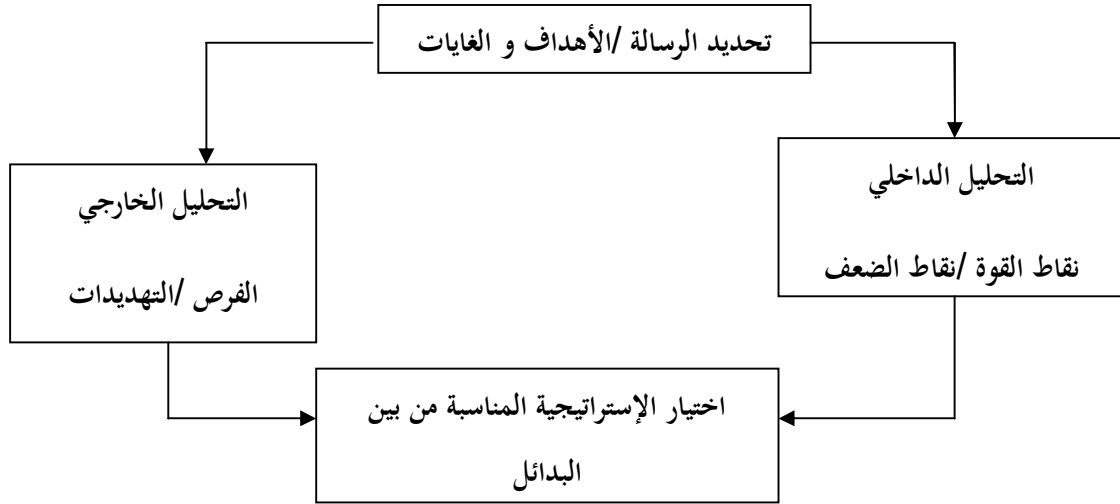 تحديد الرسالة /الأهداف و الغايات
التحليل الداخلي
نقاط القوة /نقاط الضعف
التحليل الخارجي
الفرص /التهديدات
اختيار الإستراتيجية المناسبة من بين
البدائل